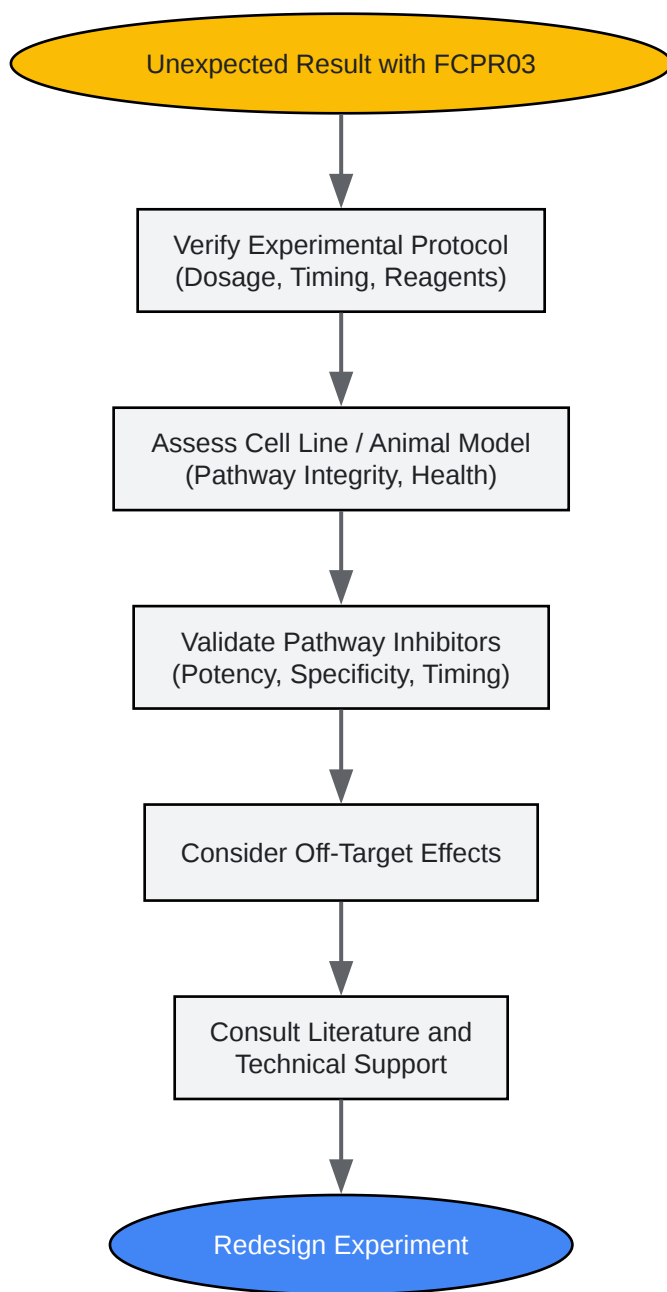 Unexpected Result with FCPR03
Verify Experimental Protocol
(Dosage, Timing, Reagents)
Assess Cell Line / Animal Model
(Pathway Integrity, Health)
Validate Pathway Inhibitors
(Potency, Specificity, Timing)
Consider Off-Target Effects
Consult Literature and
Technical Support
Redesign Experiment